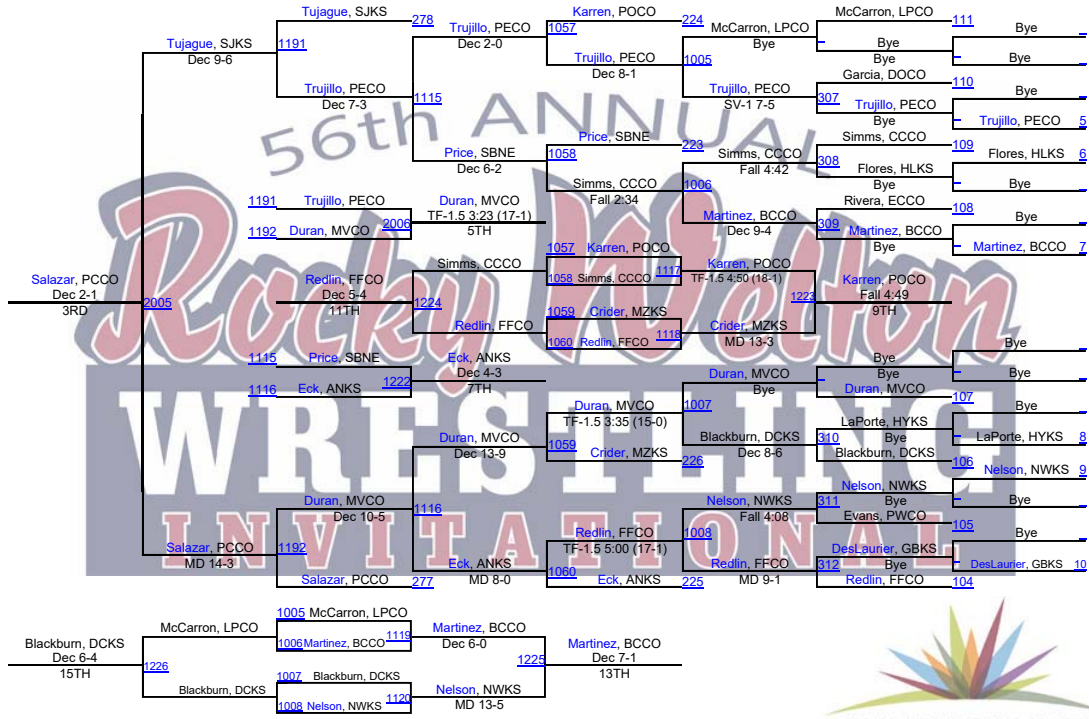 Tujague, SJKS
278
Karren, POCO
224
McCarron, LPCO
111
Bye
Trujillo, PECO
Dec 2-0
1057
McCarron, LPCO
Bye
Bye
Bye
Tujague, SJKS
Dec 9-6
1191
Trujillo, PECO
Dec 8-1
1005
Bye
Garcia, DOCO
110
Bye
Trujillo, PECO
Dec 7-3
1115
Trujillo, PECO
SV-1 7-5
307
Trujillo, PECO
Bye
Trujillo, PECO
5
56th ANNUAL
Price, SBNE
223
Simms, CCCO
109
Price, SBNE
Dec 6-2
1058
Simms, CCCO
Fall 4:42
308
Flores, HLKS
Bye
Flores, HLKS
6
Simms, CCCO
Fall 2:34
1006
Bye
1191
Trujillo, PECO
Duran, MVCO
TF-1.5 3:23 (17-1)
5TH
2006
1192
Duran, MVCO
Rivera, ECCO
108
Martinez, BCCO
Dec 9-4
309
Martinez, BCCO
Bye
Bye
Martinez, BCCO
7
Rocky Welton
1057
Karren, POCO
Simms, CCCO
1058
Simms, CCCO
1117
Karren, POCO
TF-1.5 4:50 (18-1)
Salazar, PCCO
Dec 2-1
3RD
2005
Redlin, FFCO
Dec 5-4
11TH
1224
1223
Karren, POCO
Fall 4:49
9TH
1059
Crider, MZKS
Redlin, FFCO
1060
Redlin, FFCO
1118
Crider, MZKS
MD 13-3
1115
Price, SBNE
Eck, ANKS
Dec 4-3
7TH
1116
Eck, ANKS
1222
Bye
Bye
Duran, MVCO
Bye
Bye
Duran, MVCO
107
WRESTLING
Duran, MVCO
TF-1.5 3:35 (15-0)
1007
LaPorte, HYKS
Bye
Bye
Duran, MVCO
Dec 13-9
1059
Blackburn, DCKS
Dec 8-6
310
LaPorte, HYKS
8
Crider, MZKS
226
Blackburn, DCKS
106
Nelson, NWKS
9
Duran, MVCO
Dec 10-5
1116
Nelson, NWKS
Fall 4:08
311
Nelson, NWKS
Bye
Bye
Evans, PWCO
105
INVITATIONAL
Redlin, FFCO
TF-1.5 5:00 (17-1)
1008
Bye
Salazar, PCCO
MD 14-3
1192
Eck, ANKS
MD 8-0
1060
Redlin, FFCO
MD 9-1
312
DesLaurier, GBKS
Bye
DesLaurier, GBKS
10
Salazar, PCCO
277
Eck, ANKS
225
Redlin, FFCO
104
1005
McCarron, LPCO
McCarron, LPCO
1006
Martinez, BCCO
1119
Martinez, BCCO
Dec 6-0
Blackburn, DCKS
Dec 6-4
15TH
1226
1225
Martinez, BCCO
Dec 7-1
13TH
1007
Blackburn, DCKS
Blackburn, DCKS
1008
Nelson, NWKS
1120
Nelson, NWKS
MD 13-5